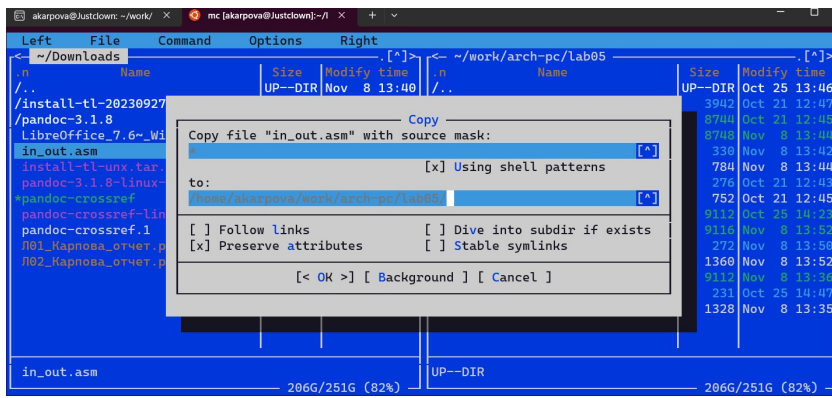 akarpova@Justclown: ~/work/ × mc [akarpova@Justclown]:~/l × + ⌄ — □
Left File Command Options Right
<— ~/Downloads .[^]> <— ~/work/arch-pc/lab05 .[^]>
.n Name Size Modify time .n Name Size Modify time
/.. UP--DIR Nov 8 13:40 /.. UP--DIR Oct 25 13:46
/install-tl-20230927 3942 Oct 21 12:47
/pandoc-3.1.8 Copy 8744 Oct 21 12:45
LibreOffice_7.6~_Wi Copy file "in_out.asm" with source mask: 8748 Nov 8 13:44
in_out.asm * [^] 330 Nov 8 13:42
install-tl-unx.tar. [x] Using shell patterns 784 Nov 8 13:44
pandoc-3.1.8-linux- to: 276 Oct 21 12:43
*pandoc-crossref /home/akarpova/work/arch-pc/lab05/ [^] 752 Oct 21 12:45
pandoc-crossref-lin 9112 Oct 25 14:23
pandoc-crossref.1 [ ] Follow links [ ] Dive into subdir if exists 9116 Nov 8 13:52
Л01_Карпова_отчет.p [x] Preserve attributes [ ] Stable symlinks 272 Nov 8 13:50
Л02_Карпова_отчет.p 1360 Nov 8 13:52
[< OK >] [ Background ] [ Cancel ] 9112 Nov 8 13:36
231 Oct 25 14:47
1328 Nov 8 13:35
in_out.asm UP--DIR
206G/251G (82%) 206G/251G (82%)